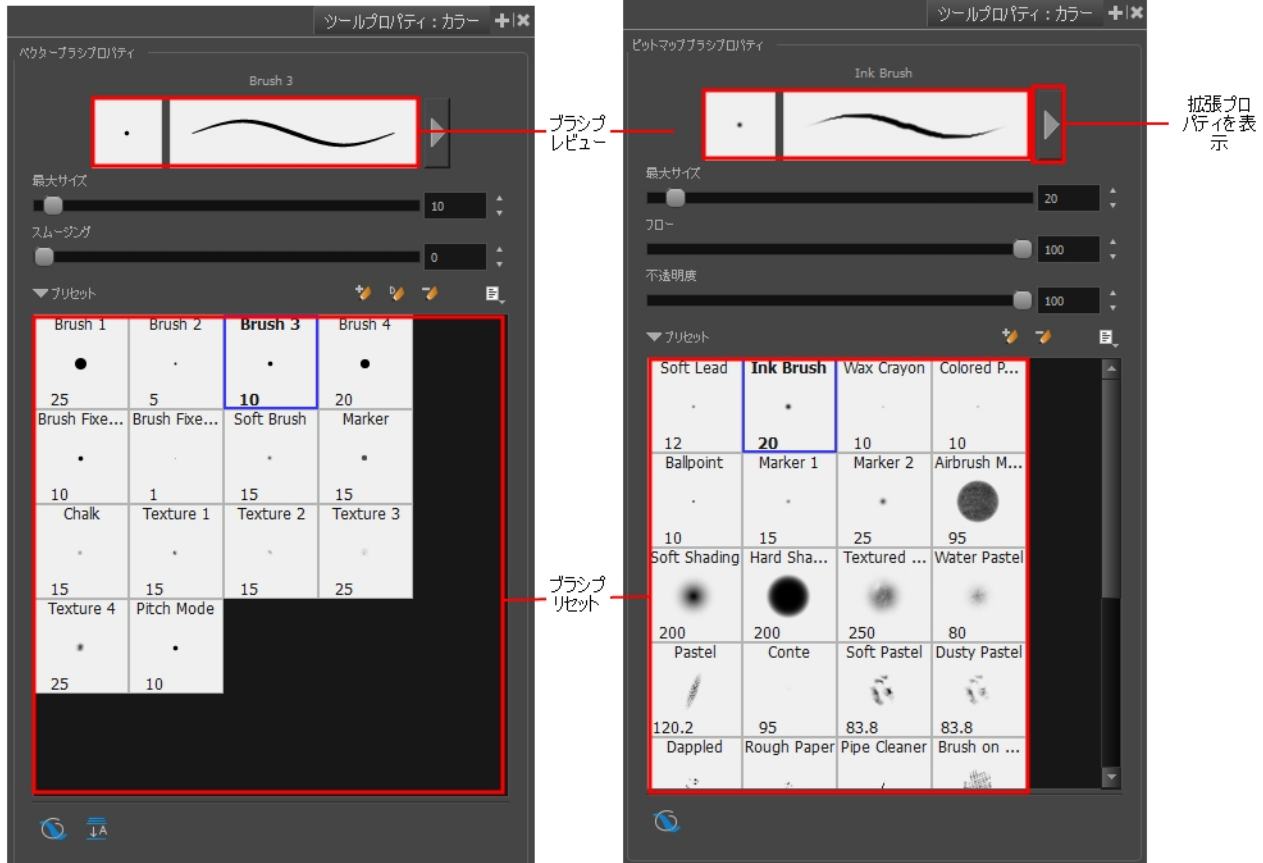 ツールプロパティ：カラー
ベクターブラシプロパティ
Brush 3
最大サイズ
10
スムージング
0
プリセット
Brush 1 Brush 2 Brush 3 Brush 4
25 5 10 20
Brush Fixe... Brush Fixe... Soft Brush Marker
10 1 15 15
Chalk Texture 1 Texture 2 Texture 3
15 15 15 25
Texture 4 Pitch Mode
25 10
ブラシプ
レビュー
ブラシプ
リセット
ツールプロパティ：カラー
ビットマップブラシプロパティ
Ink Brush
拡張プロ
パティを表
示
最大サイズ
20
フロー
100
不透明度
100
プリセット
Soft Lead Ink Brush Wax Crayon Colored P...
12 20 10 10
Ballpoint Marker 1 Marker 2 Airbrush M...
10 15 25 95
Soft Shading Hard Sha... Textured ... Water Pastel
200 200 250 80
Pastel Conte Soft Pastel Dusty Pastel
120.2 95 83.8 83.8
Dappled Rough Paper Pipe Cleaner Brush on ...